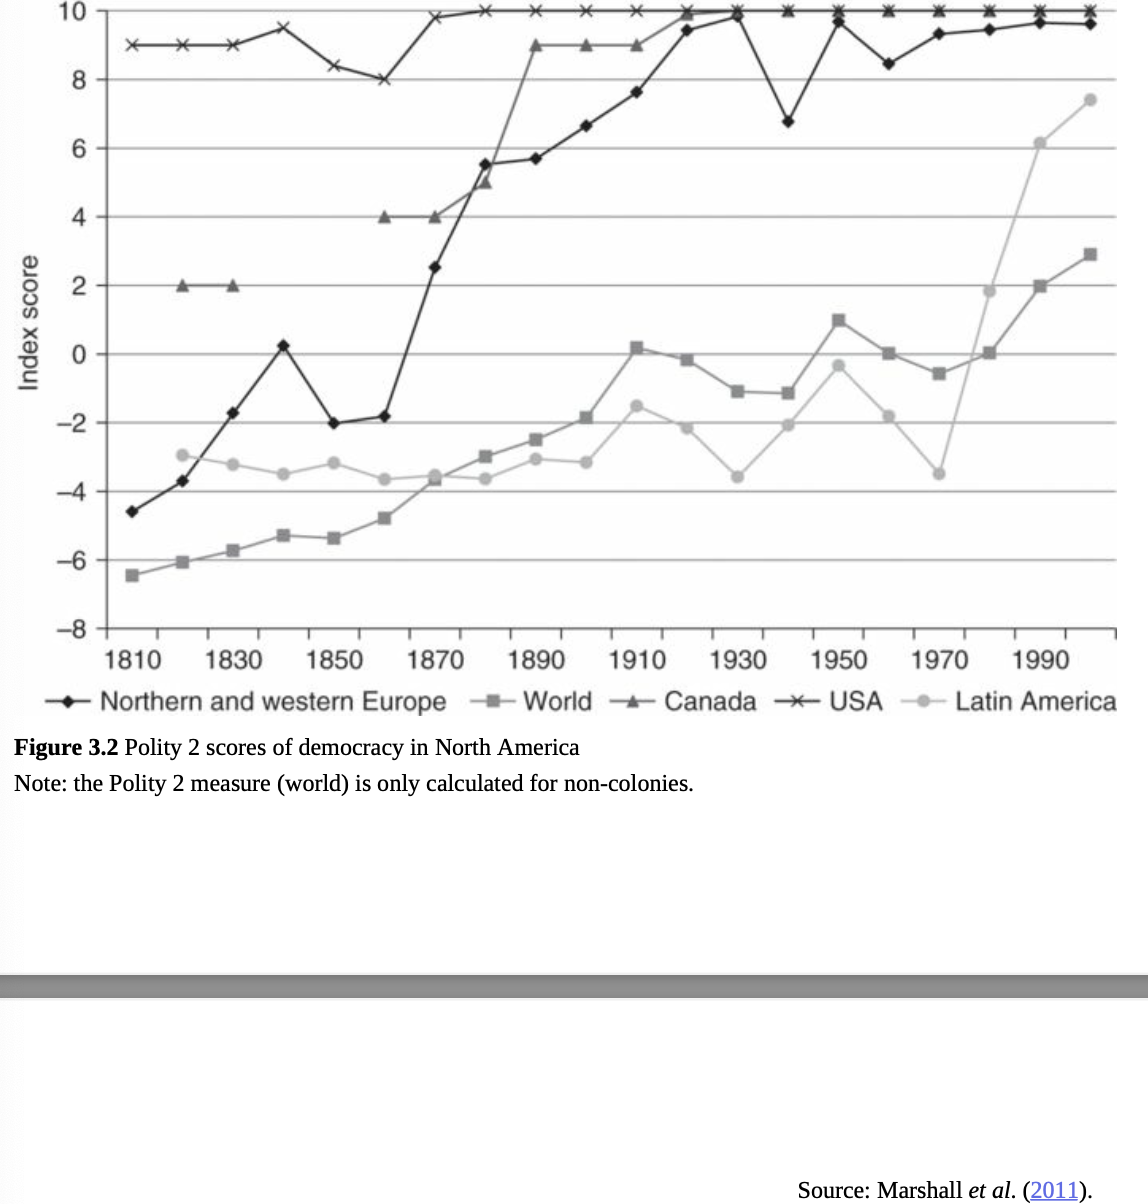 10
8
6
4
2
0
–2
–4
–6
–8
Index score
1810 1830 1850 1870 1890 1910 1930 1950 1970 1990
Northern and western Europe World Canada USA Latin America
Figure 3.2 Polity 2 scores of democracy in North America
Note: the Polity 2 measure (world) is only calculated for non-colonies.
Source: Marshall et al. (2011).